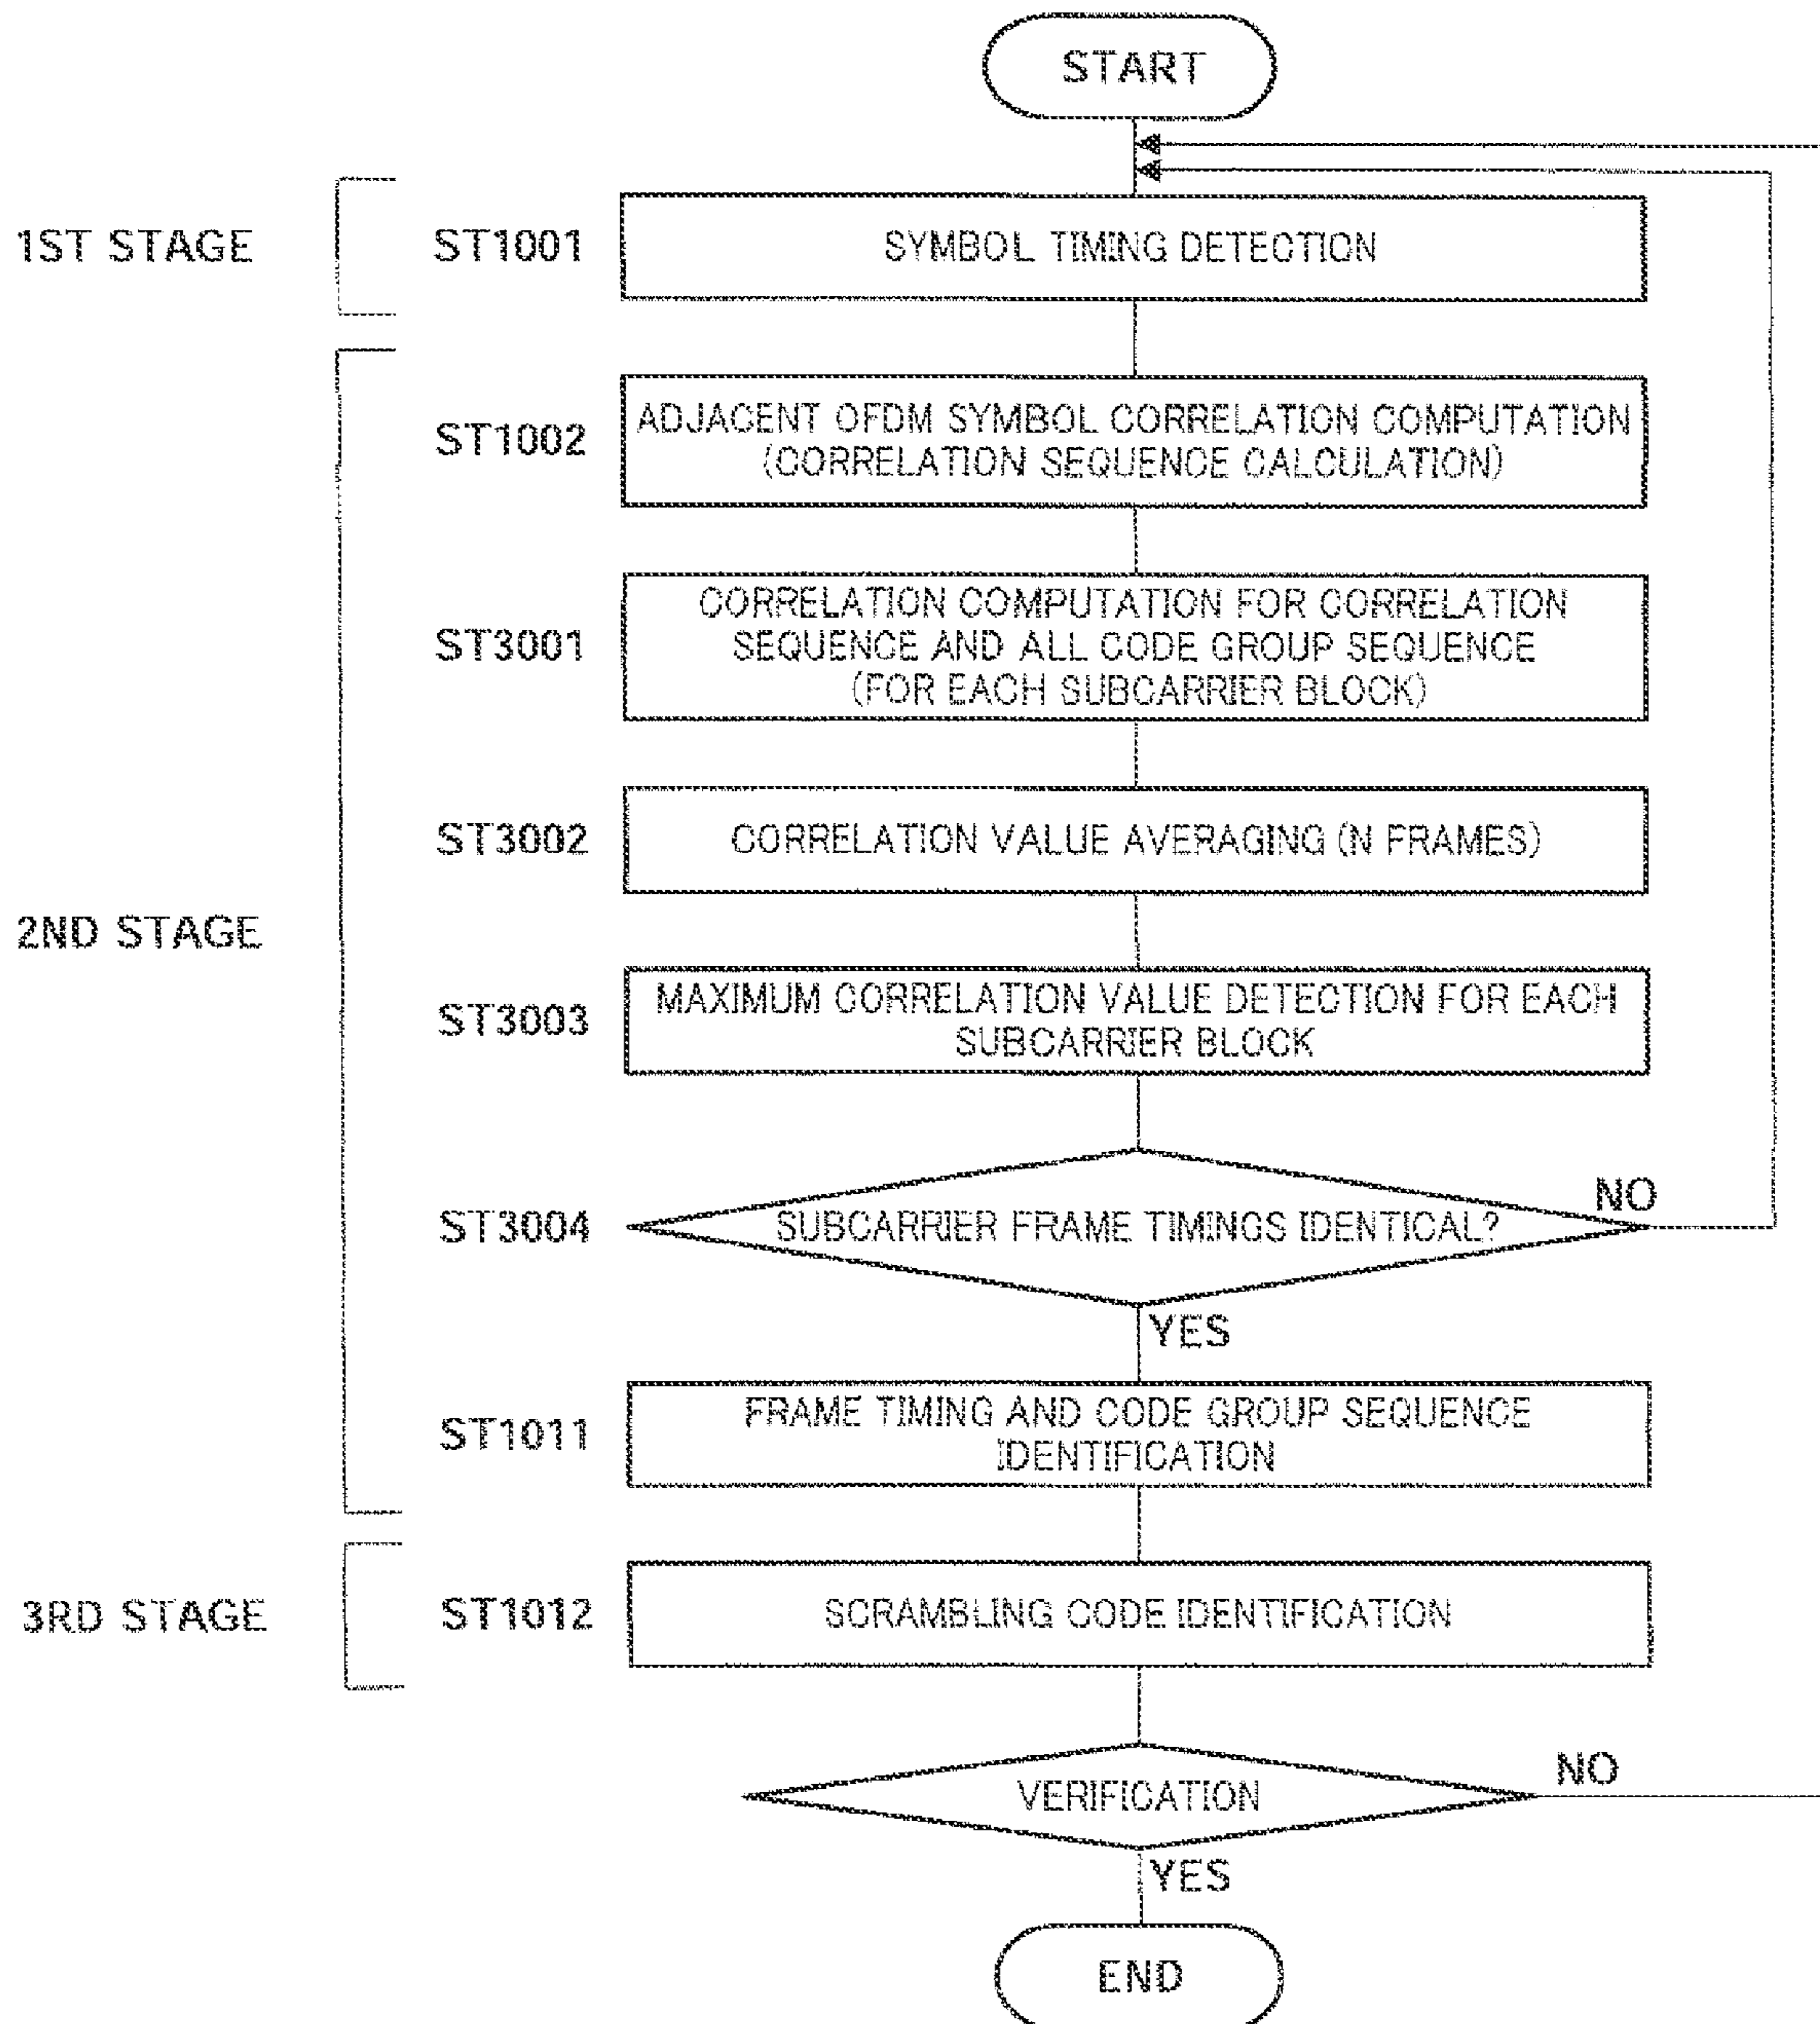 START
1ST STAGE
ST1001
SYMBOL TIMING DETECTION
ST1002
ADJACENT OFDM SYMBOL CORRELATION COMPUTATION
(CORRELATION SEQUENCE CALCULATION)
ST3001
CORRELATION COMPUTATION FOR CORRELATION
SEQUENCE AND ALL CODE GROUP SEQUENCE
(FOR EACH SUBCARRIER BLOCK)
ST3002
CORRELATION VALUE AVERAGING (N FRAMES)
2ND STAGE
ST3003
MAXIMUM CORRELATION VALUE DETECTION FOR EACH
SUBCARRIER BLOCK
ST3004
SUBCARRIER FRAME TIMINGS IDENTICAL?
NO
YES
ST1011
FRAME TIMING AND CODE GROUP SEQUENCE
IDENTIFICATION
3RD STAGE
ST1012
SCRAMBLING CODE IDENTIFICATION
VERIFICATION
NO
YES
END